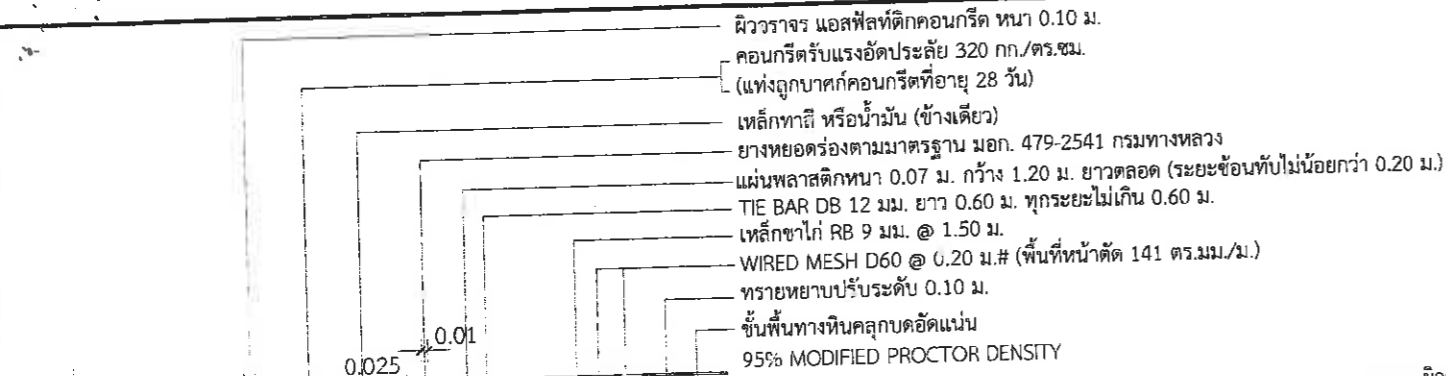 ผิวจราจร แอสฟัลท์ติกคอนกรีต หนา 0.10 ม.
คอนกรีตรับแรงอัดประลัย 320 กก./ตร.ซม.
(แท่งลูกบาศก์คอนกรีตที่อายุ 28 วัน)
เหล็กทาสี หรือน้ำมัน (ข้างเดียว)
ยางหยอดร่องตามมาตรฐาน มอก. 479-2541 กรมทางหลวง
แผ่นพลาสติกหนา 0.07 ม. กว้าง 1.20 ม. ยาวตลอด (ระยะซ้อนทับไม่น้อยกว่า 0.20 ม.)
TIE BAR DB 12 มม. ยาว 0.60 ม. ทุกระยะไม่เกิน 0.60 ม.
เหล็กขาไก่ RB 9 มม. @ 1.50 ม.
WIRED MESH D60 @ 0.20 ม.# (พื้นที่หน้าตัด 141 ตร.มม./ม.)
ทรายหยาบปรับระดับ 0.10 ม.
ชั้นพื้นทางหินคลุกบดอัดแน่น
95% MODIFIED PROCTOR DENSITY
0.01
0.025